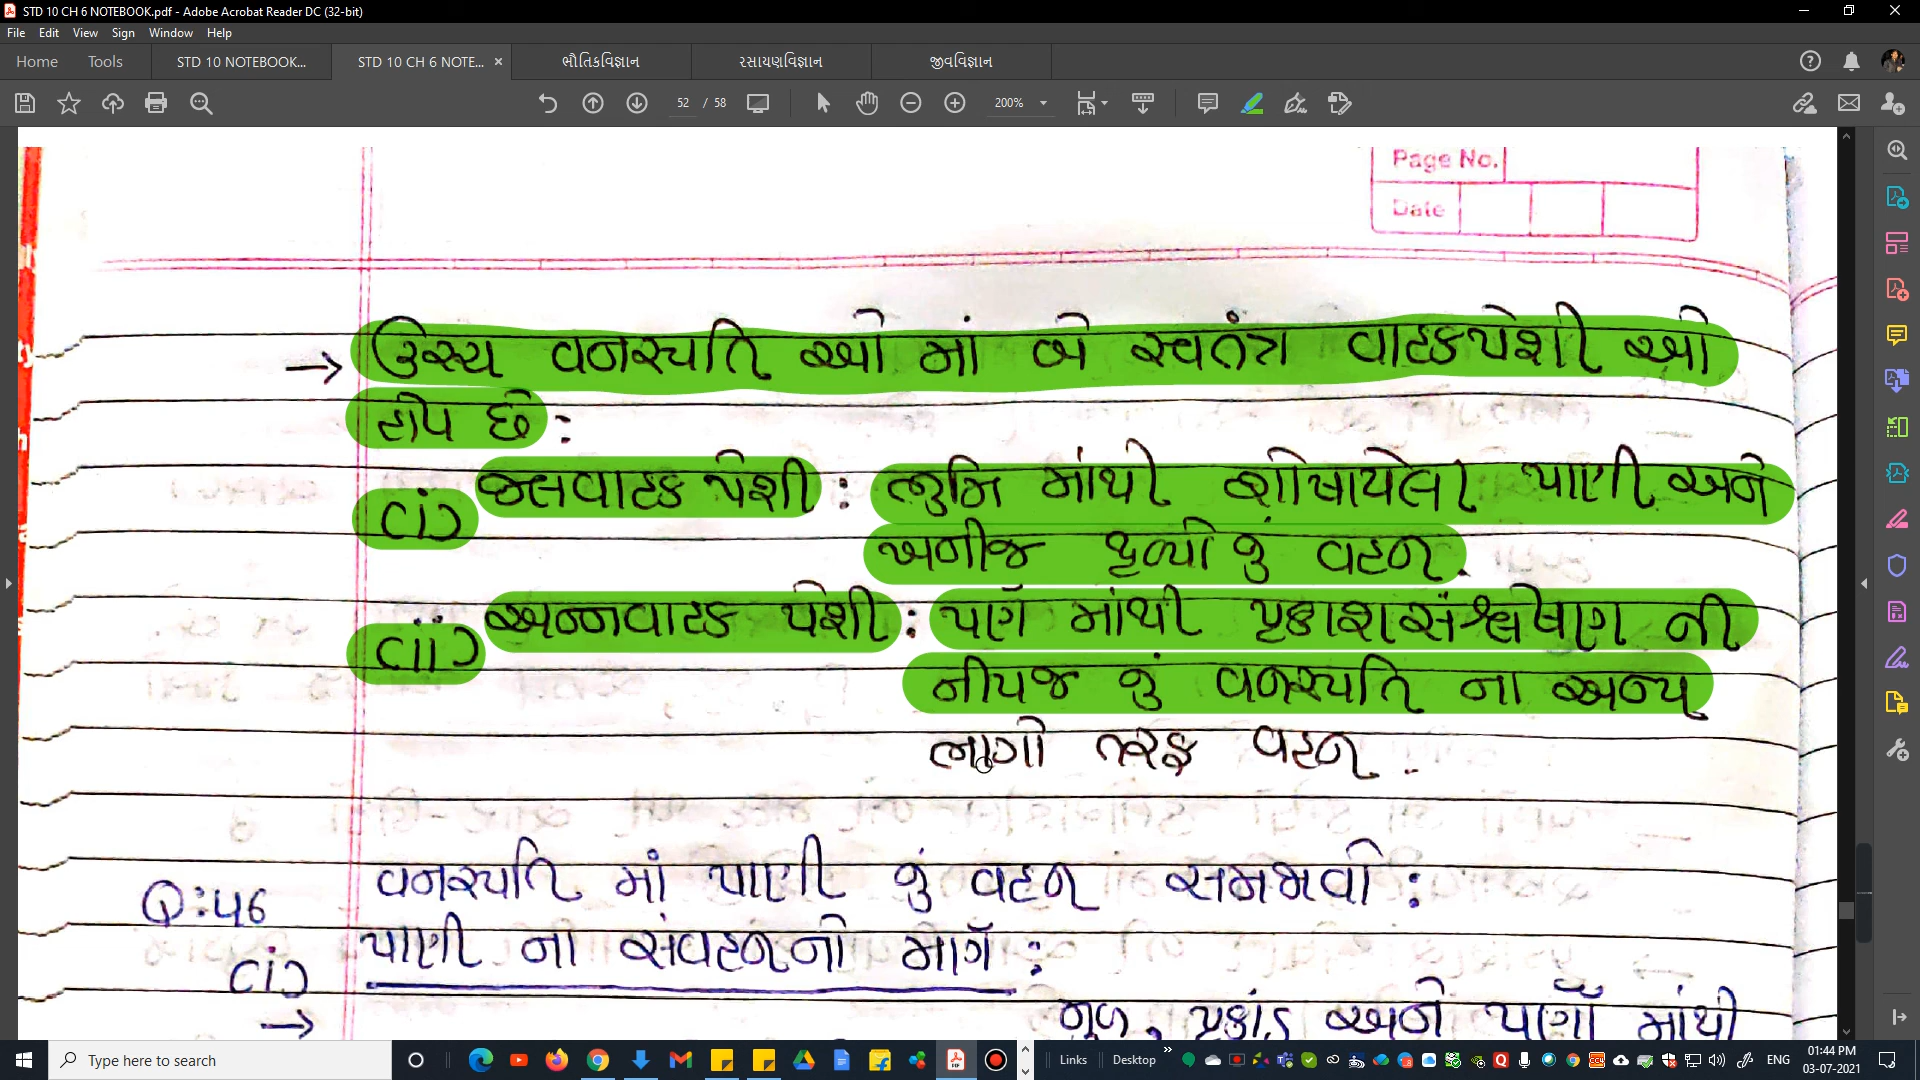 STD 10 CH 6 NOTEBOOK.pdf - Adobe Acrobat Reader DC (32-bit)
File Edit View Sign Window Help
Home Tools STD 10 NOTEBOOK... STD 10 CH 6 NOTE... × ભૌતિકવિજ્ઞાન રસાયણવિજ્ઞાન જીવવિજ્ઞાન
52 / 58 200%
Page No.
Date
→ ઉચ્ચ વનસ્પતિ ઓ માં બે સ્વતંત્ર વાહકપેશી ઓ
હોય છે :
(i) જલવાહક પેશી : ભુમિ માંથી શોષાયેલા પાણી અને
ખનીજ દ્રવ્યો નું વહન.
(ii) અન્નવાહક પેશી : પર્ણ માંથી પ્રકાશસંશ્લેષણ ની
નીપજ નું વનસ્પતિ ના અન્ય
ભાગો તરફ વહન.
Q:46 વનસ્પતિ માં પાણી નું વહન સમજાવો :
(i) પાણી ના સંવહનનો માર્ગ :
→ મુળ, પ્રકાંડ અને પર્ણો માંથી
Type here to search Links Desktop ENG 01:44 PM
03-07-2021